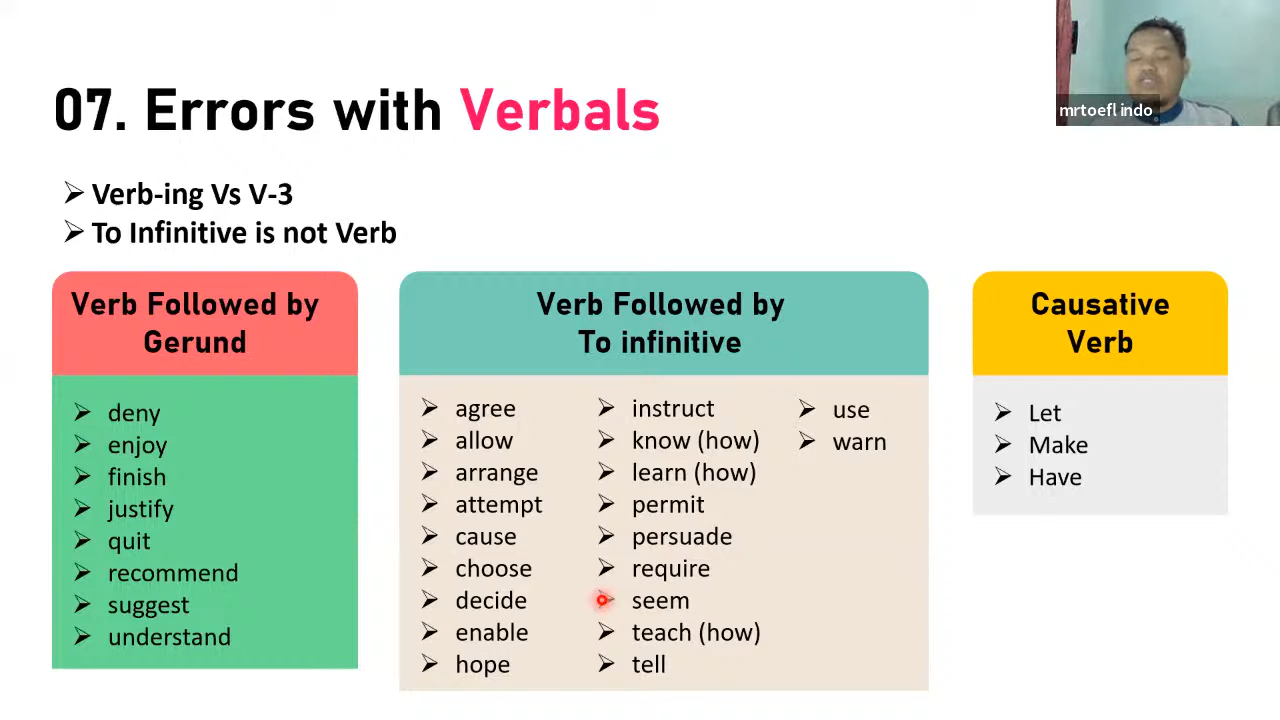 07. Errors with Verbals
mrtoefl indo
Verb-ing Vs V-3
To Infinitive is not Verb
Verb Followed by
Gerund
deny
enjoy
finish
justify
quit
recommend
suggest
understand
Verb Followed by
To infinitive
agree
allow
arrange
attempt
cause
choose
decide
enable
hope
instruct
know (how)
learn (how)
permit
persuade
require
seem
teach (how)
tell
use
warn
Causative
Verb
Let
Make
Have